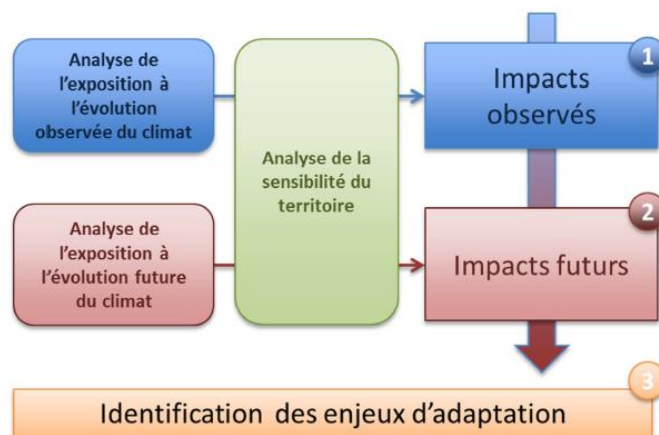 Analyse de
l'exposition à
l'évolution
observée du climat
Analyse de la
sensibilité du
territoire
1
Impacts
observés
Analyse de
l'exposition à
l'évolution future
du climat
2
Impacts futurs
3
Identification des enjeux d'adaptation